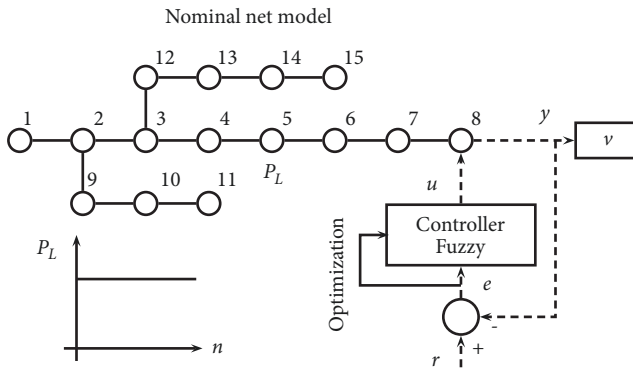 Nominal net model
12 13 14 15
1 2 3 4 5 6 7 8 y v
P_L
9 10 11
u
P_L
Controller
Fuzzy
Optimization
e
-
n
r +